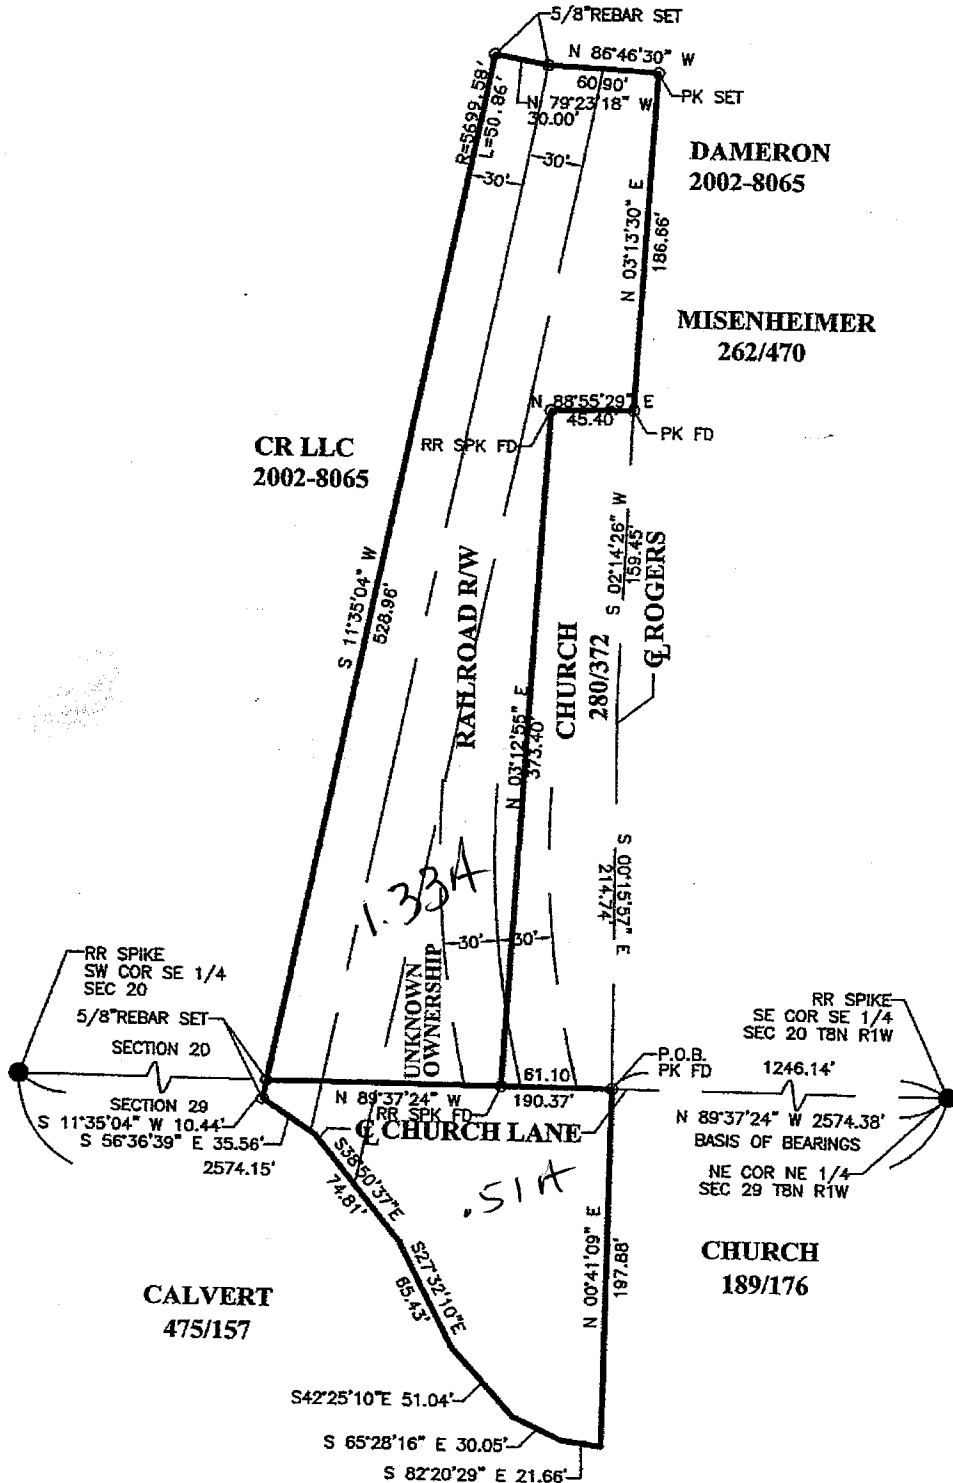 5/8"REBAR SET
N 86°46'30" W
60.90'
PK SET
N 79°23'18" W
30.00'
R=5699.58'
L=50.86'
30'
30'
DAMERON
2002-8065
N 03°13'30" E
186.66'
MISENHEIMER
262/470
N 88°55'29" E
45.40'
RR SPK FD
PK FD
CR LLC
2002-8065
S 11°35'04" W
528.96'
RAILROAD R/W
N 03°12'55" E
373.40'
CHURCH
280/372
S 02°14'26" W
159.45'
℄ ROGERS
S 00°15'57" E
214.74'
1.33A
30'
30'
UNKNOWN
OWNERSHIP
RR SPIKE
SW COR SE 1/4
SEC 20
5/8"REBAR SET
SECTION 20
SECTION 29
S 11°35'04" W 10.44'
S 56°36'39" E 35.56'
2574.15'
61.10'
N 89°37'24" W
190.37'
RR SPK FD
℄ CHURCH LANE
P.O.B.
PK FD
RR SPIKE
SE COR SE 1/4
SEC 20 T8N R1W
1246.14'
N 89°37'24" W 2574.38'
BASIS OF BEARINGS
NE COR NE 1/4
SEC 29 T8N R1W
S38°50'37"E
74.81'
.51A
S27°32'10"E
65.43'
N 00°41'09" E
197.88'
CHURCH
189/176
CALVERT
475/157
S42°25'10"E 51.04'
S 65°28'16" E 30.05'
S 82°20'29" E 21.66'